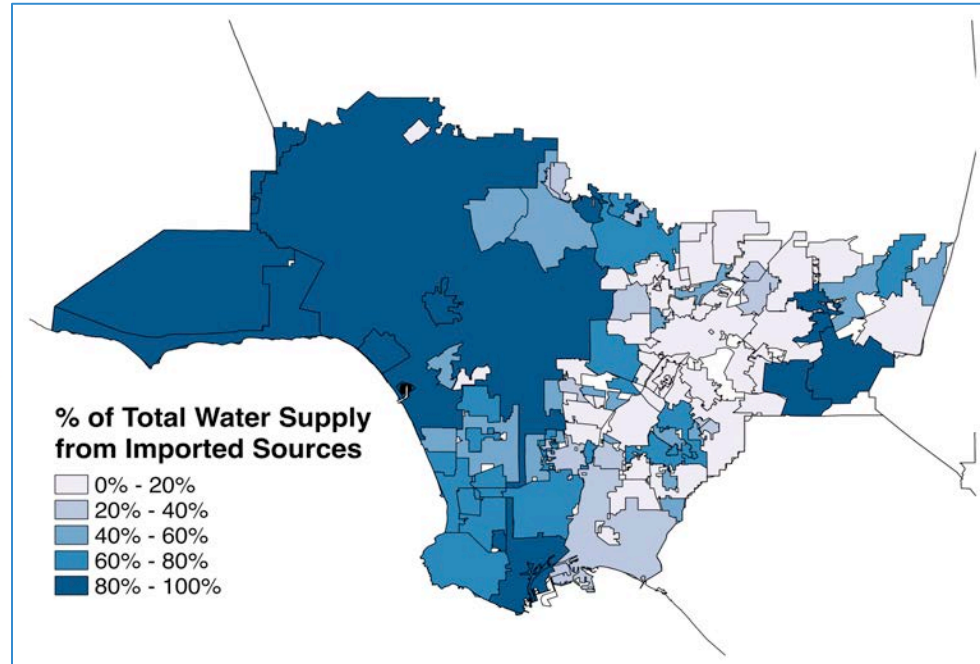 % of Total Water Supply
from Imported Sources
0% - 20%
20% - 40%
40% - 60%
60% - 80%
80% - 100%